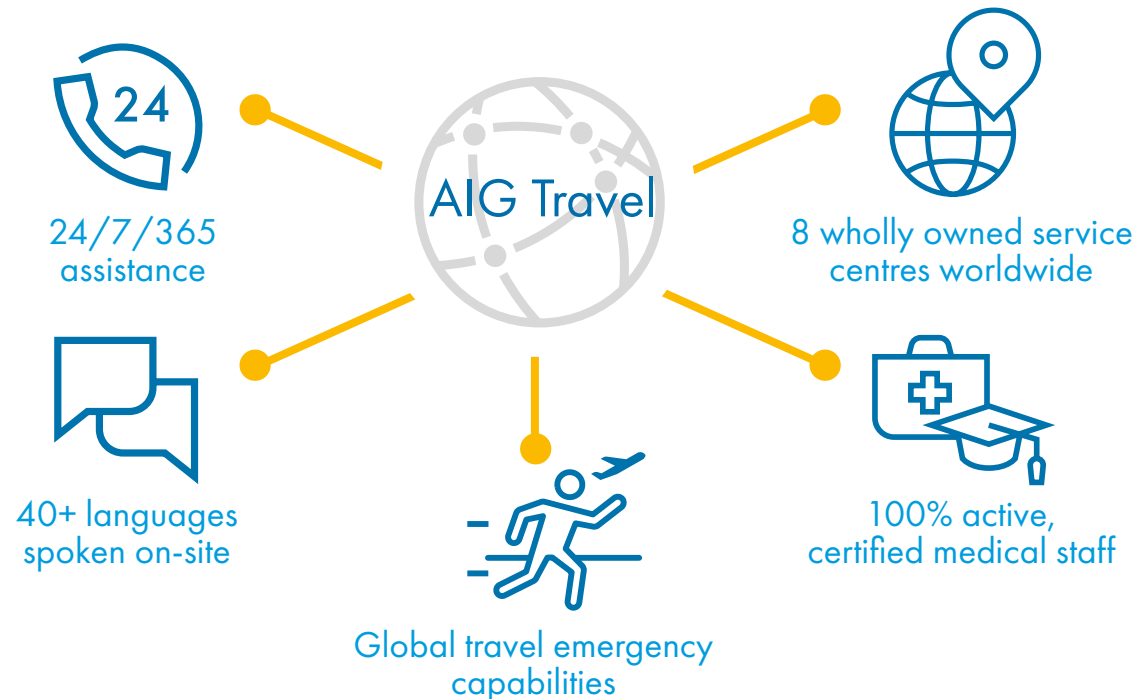 24
24/7/365
assistance
AIG Travel
8 wholly owned service
centres worldwide
40+ languages
spoken on-site
Global travel emergency
capabilities
100% active,
certified medical staff